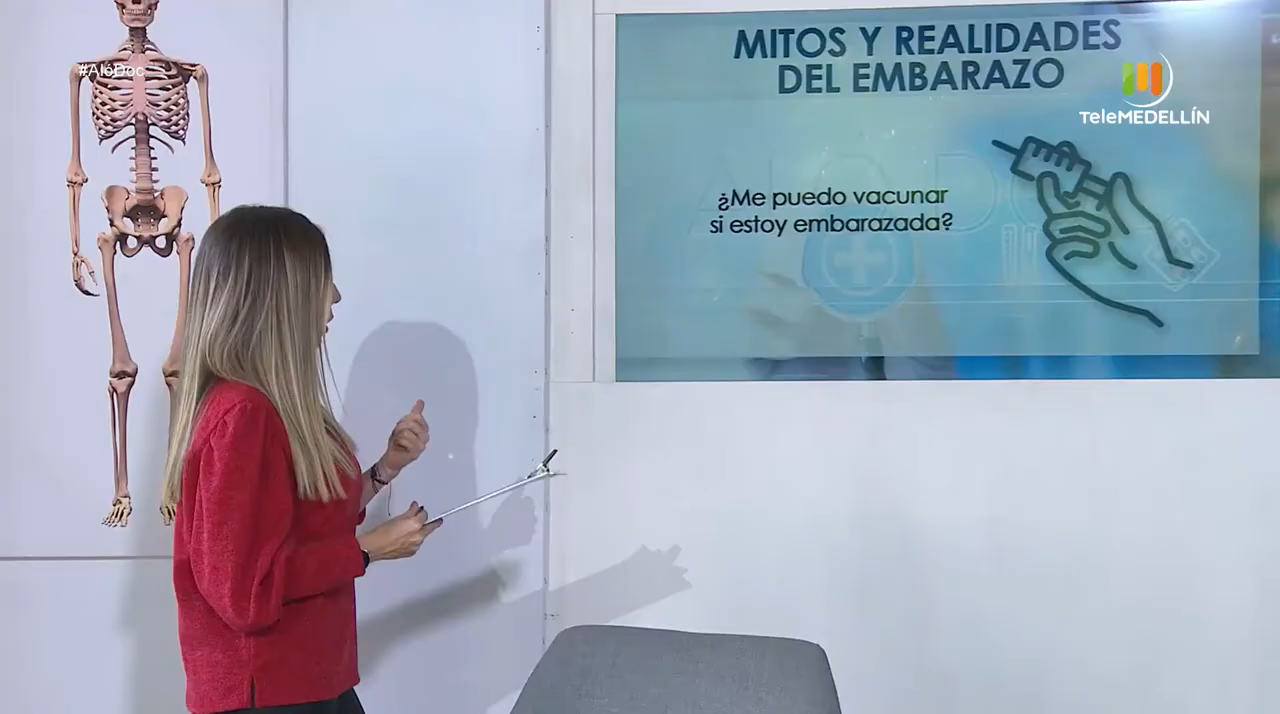 #AlóDoc
MITOS Y REALIDADES
DEL EMBARAZO
TeleMEDELLÍN
¿Me puedo vacunar
si estoy embarazada?